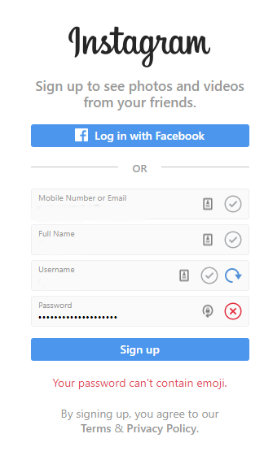 Instagram
Sign up to see photos and videos
from your friends.
Log in with Facebook
OR
Mobile Number or Email
Full Name
Username
Password
••••••••••••••••••••
Sign up
Your password can't contain emoji.
By signing up, you agree to our
Terms & Privacy Policy.